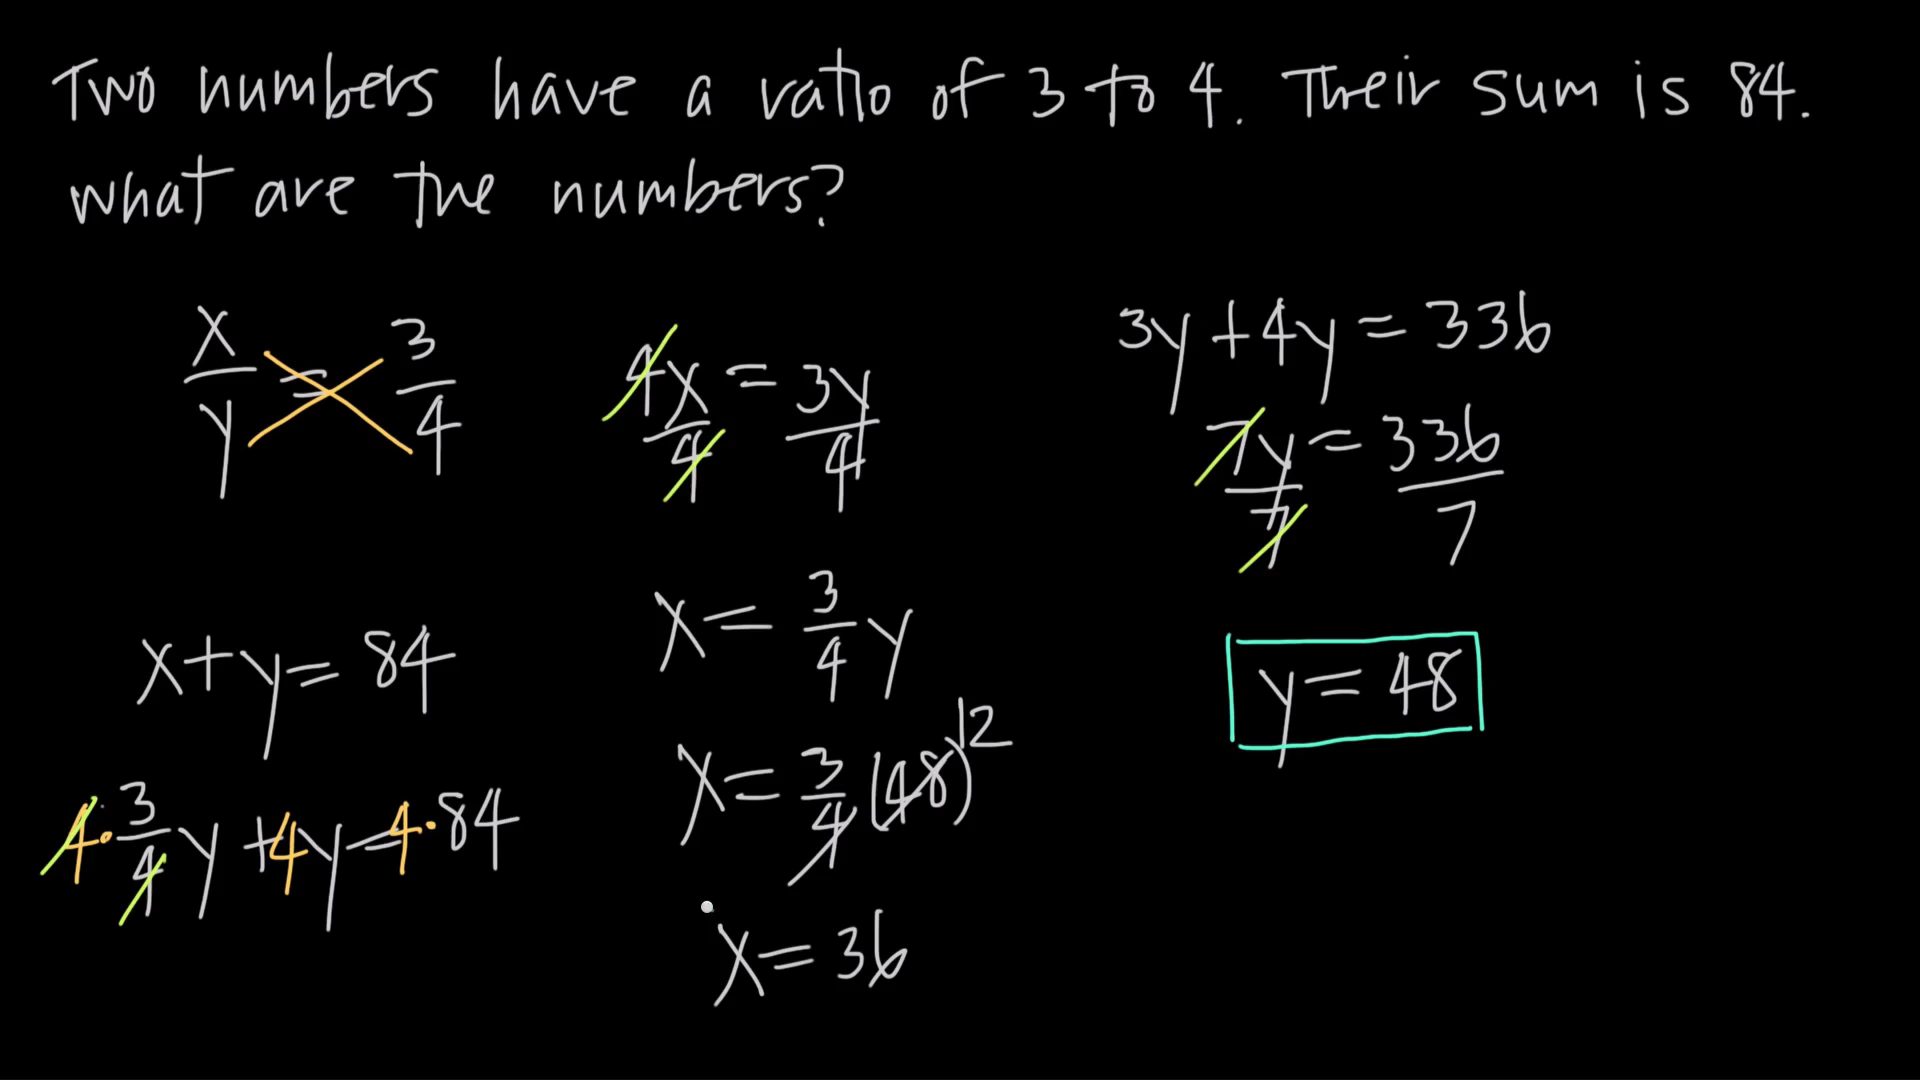 Two numbers have a ratio of 3 to 4. Their sum is 84.
what are the numbers?
x/y = 3/4
x+y = 84
4·3/4y + 4y = 4·84
4x/4 = 3y/4
x = 3/4y
x = 3/4(48) 12
x = 36
3y + 4y = 336
7y/7 = 336/7
y = 48